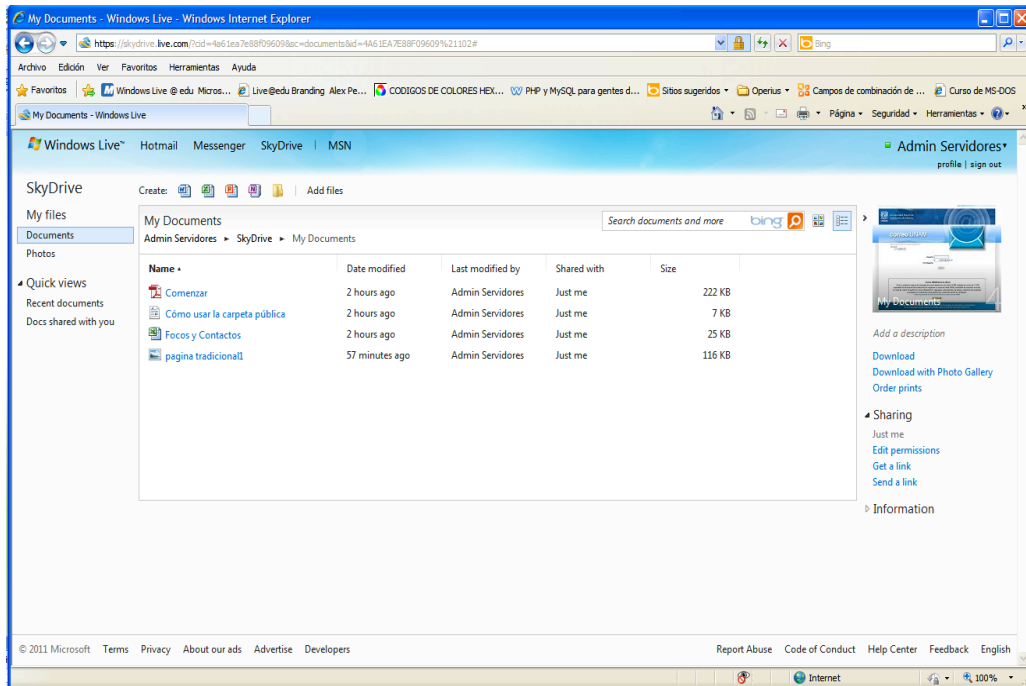 My Documents - Windows Live - Windows Internet Explorer
https://skydrive.live.com/?cid=4a61ea7e88f09609&sc=documents&id=4A61EA7E88F09609%21102#
Bing
Archivo Edición Ver Favoritos Herramientas Ayuda
Favoritos Windows Live @ edu Micros... Live@edu Branding Alex Pe... CODIGOS DE COLORES HEX... PHP y MySQL para gentes d... Sitios sugeridos Operius Campos de combinación de ... Curso de MS-DOS
My Documents - Windows Live Página Seguridad Herramientas
Windows Live™ Hotmail Messenger SkyDrive | MSN Admin Servidores
profile | sign out
SkyDrive Create: | Add files
My files
Documents
Photos
Quick views
Recent documents
Docs shared with you
My Documents Search documents and more bing
Admin Servidores ▸ SkyDrive ▸ My Documents
Name Date modified Last modified by Shared with Size
Comenzar 2 hours ago Admin Servidores Just me 222 KB
Cómo usar la carpeta pública 2 hours ago Admin Servidores Just me 7 KB
Focos y Contactos 2 hours ago Admin Servidores Just me 25 KB
pagina tradicional1 57 minutes ago Admin Servidores Just me 116 KB
My Documents 4
Add a description
Download
Download with Photo Gallery
Order prints
Sharing
Just me
Edit permissions
Get a link
Send a link
Information
© 2011 Microsoft Terms Privacy About our ads Advertise Developers Report Abuse Code of Conduct Help Center Feedback English
Internet 100%